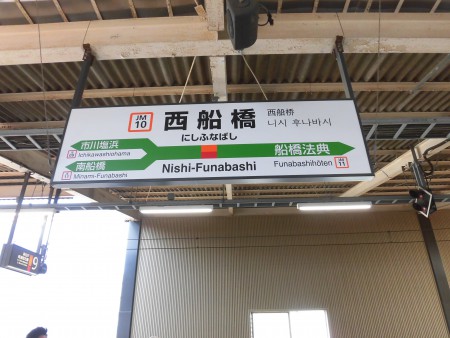 JM
10
西船橋
にしふなばし
西船桥
니시 후나바시
市川塩浜
Ichikawashiohama
南船橋
Minami-Funabashi
Nishi-Funabashi
船橋法典
Funabashihōten
JM
11
9